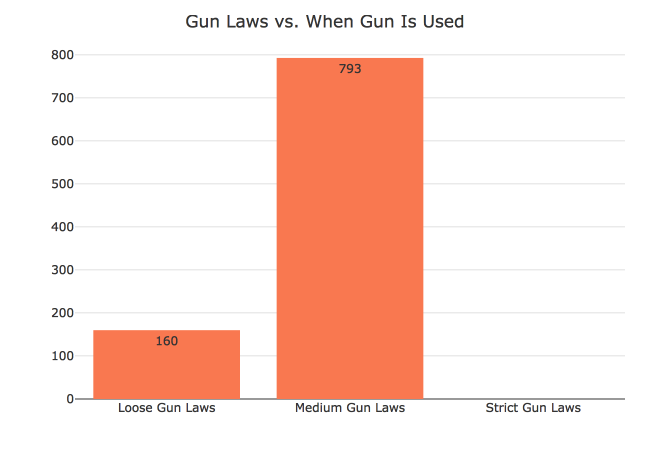 Gun Laws vs. When Gun Is Used
800
700
600
500
400
300
200
100
0
793
160
Loose Gun Laws
Medium Gun Laws
Strict Gun Laws